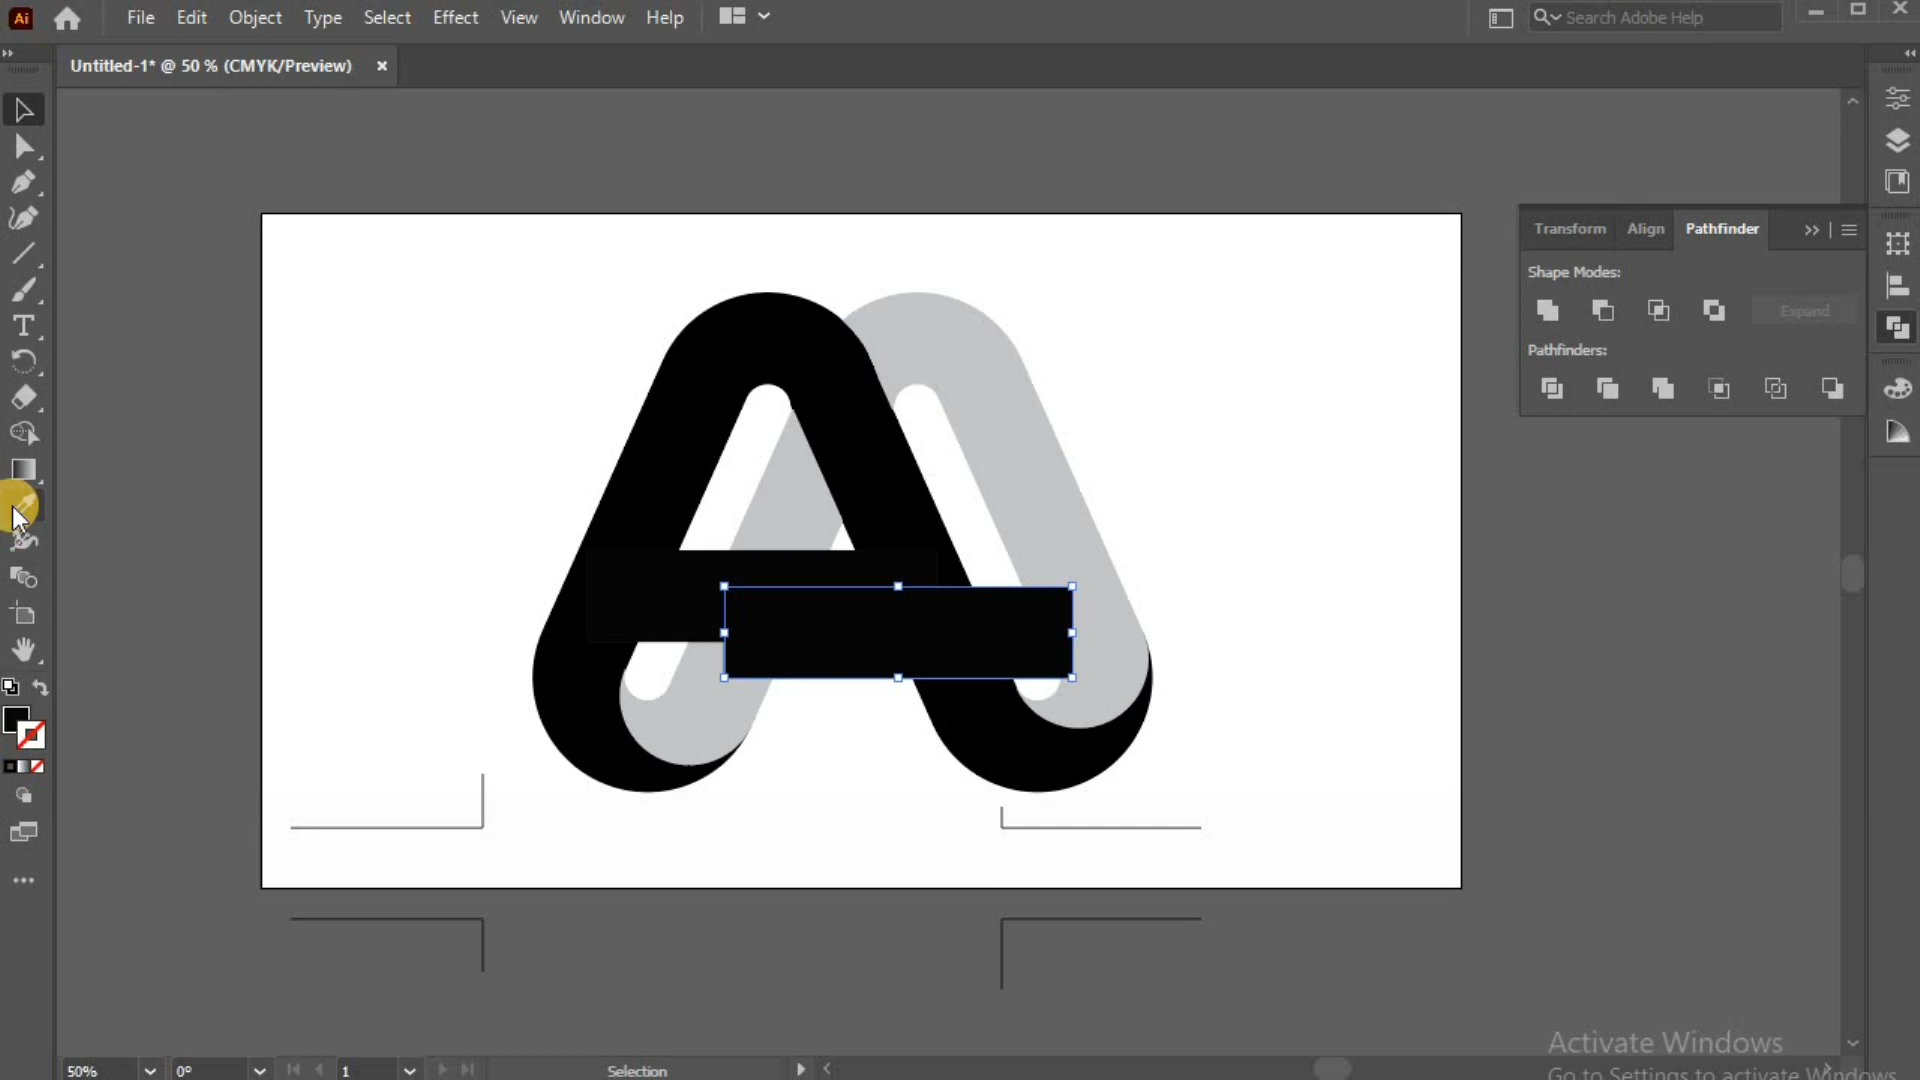 Ai File Edit Object Type Select Effect View Window Help Search Adobe Help
Untitled-1* @ 50 % (CMYK/Preview)
Transform Align Pathfinder
Shape Modes:
Expand
Pathfinders:
Activate Windows
Go to Settings to activate Windows
50% 0° 1 Selection